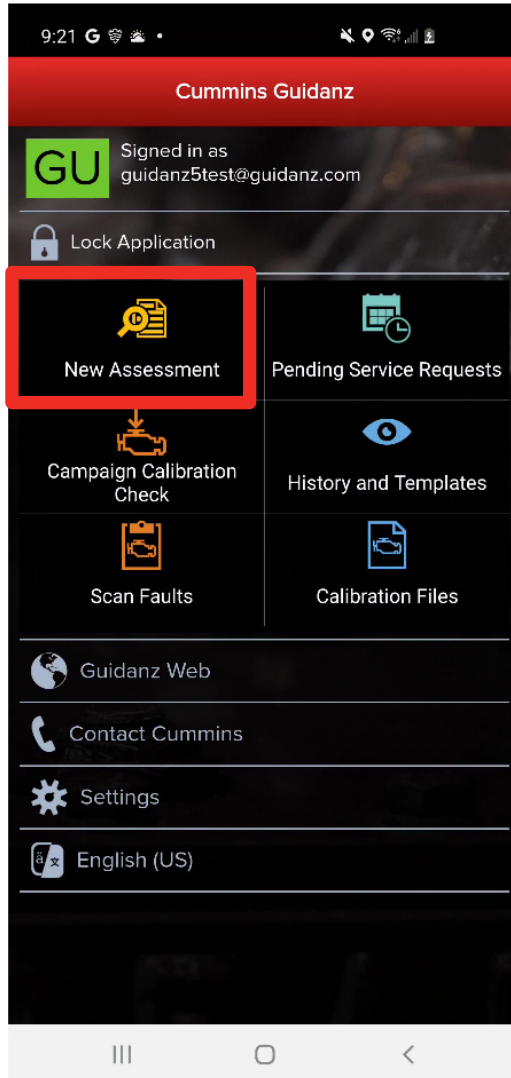 9:21 G
Cummins Guidanz
GU
Signed in as
guidanz5test@guidanz.com
Lock Application
New Assessment
Pending Service Requests
Campaign Calibration
Check
History and Templates
Scan Faults
Calibration Files
Guidanz Web
Contact Cummins
Settings
ä 文
English (US)